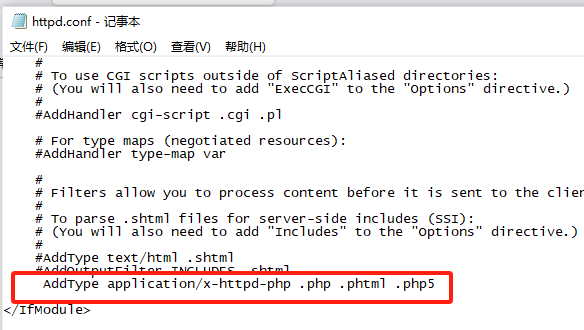 httpd.conf - 记事本
文件(F) 编辑(E) 格式(O) 查看(V) 帮助(H)
#
# To use CGI scripts outside of ScriptAliased directories:
# (You will also need to add "ExecCGI" to the "Options" directive.)
#
#AddHandler cgi-script .cgi .pl
# For type maps (negotiated resources):
#AddHandler type-map var
#
# Filters allow you to process content before it is sent to the clie
#
# To parse .shtml files for server-side includes (SSI):
# (You will also need to add "Includes" to the "Options" directive.)
#
#AddType text/html .shtml
#AddOutputFilter INCLUDES .shtml
AddType application/x-httpd-php .php .phtml .php5
</IfModule>